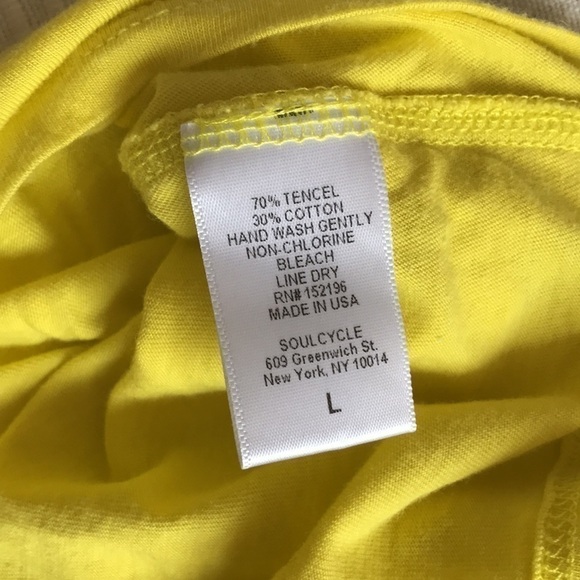 70% TENCEL
30% COTTON
HAND WASH GENTLY
NON-CHLORINE
BLEACH
LINE DRY
RN# 152196
MADE IN USA
SOULCYCLE
609 Greenwich St.
New York, NY 10014
L